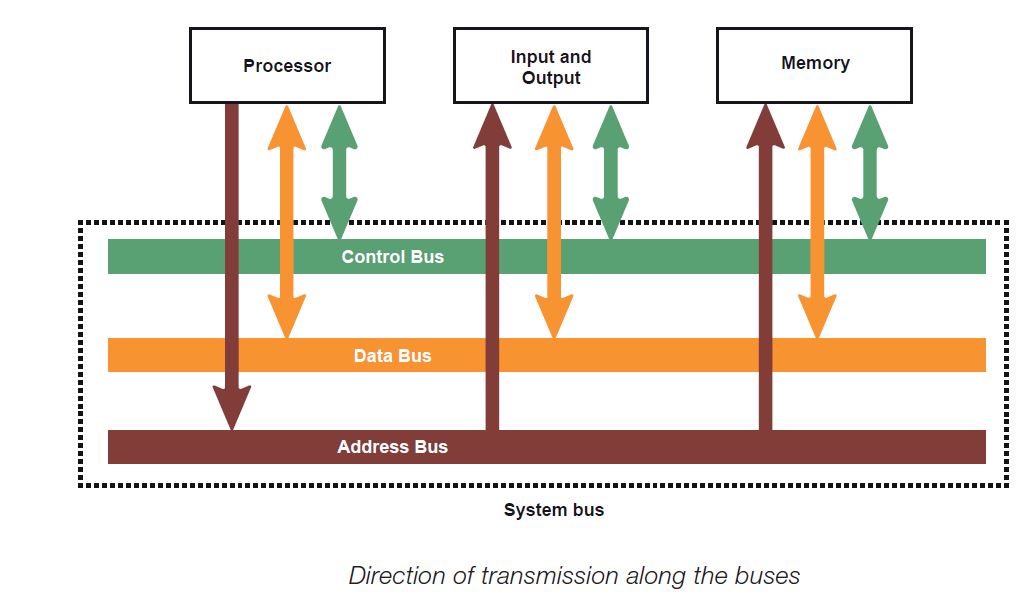 Processor
Input and
Output
Memory
Control Bus
Data Bus
Address Bus
System bus
Direction of transmission along the buses